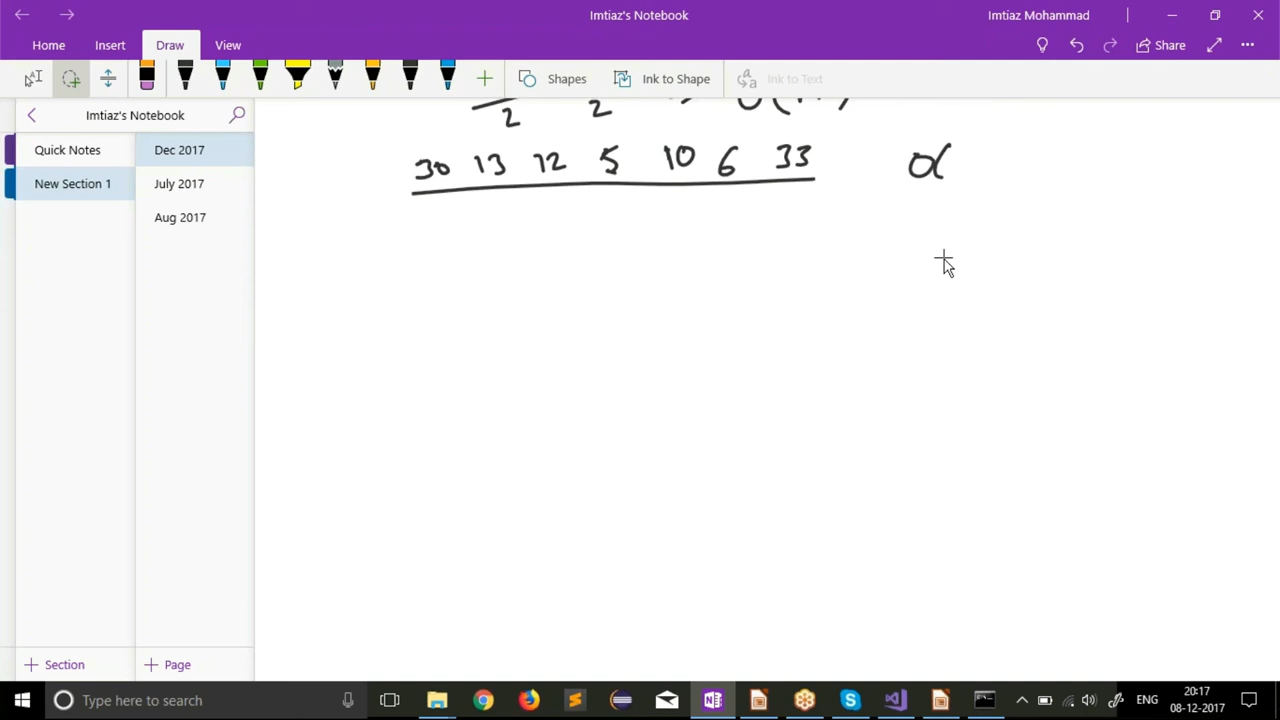 Imtiaz's Notebook
Imtiaz Mohammad
Home Insert Draw View
Share
Shapes Ink to Shape Ink to Text
Imtiaz's Notebook
Quick Notes
New Section 1
Dec 2017
July 2017
Aug 2017
2 2
30 13 12 5 10 6 33 O(
+ Section + Page
Type here to search
ENG
20:17
08-12-2017